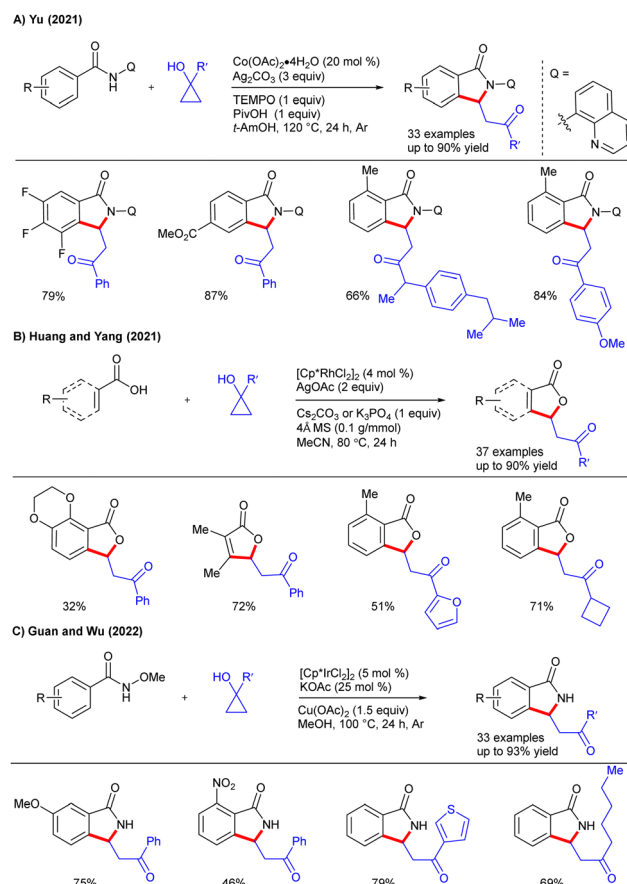 A) Yu (2021)
O
N Q
H
R
+
HO R′
Co(OAc)2•4H2O (20 mol %)
Ag2CO3 (3 equiv)
TEMPO (1 equiv)
PivOH (1 equiv)
t-AmOH, 120 °C, 24 h, Ar
O
R
N−Q
O
R′
33 examples
up to 90% yield
Q =
N
F
F
F
O
N−Q
O
Ph
79%
MeO2C
O
N−Q
O
Ph
87%
Me
O
N−Q
O
Me
Me
Me
66%
Me
O
N−Q
O
OMe
84%
B) Huang and Yang (2021)
O
OH
R
+
HO R′
[Cp*RhCl2]2 (4 mol %)
AgOAc (2 equiv)
Cs2CO3 or K3PO4 (1 equiv)
4Å MS (0.1 g/mmol)
MeCN, 80 °C, 24 h
O
R
O
O
R′
37 examples
up to 90% yield
O
O
O
O
O
Ph
32%
O
Me
O
Me
O
Ph
72%
Me
O
O
O
O
51%
Me
O
O
O
71%
C) Guan and Wu (2022)
O
N OMe
H
R
+
HO R′
[Cp*IrCl2]2 (5 mol %)
KOAc (25 mol %)
Cu(OAc)2 (1.5 equiv)
MeOH, 100 °C, 24 h, Ar
O
R
NH
R′
O
33 examples
up to 93% yield
MeO
O
NH
Ph
O
75%
NO2
O
NH
Ph
O
46%
O
NH
S
O
79%
O
NH
Me
O
69%